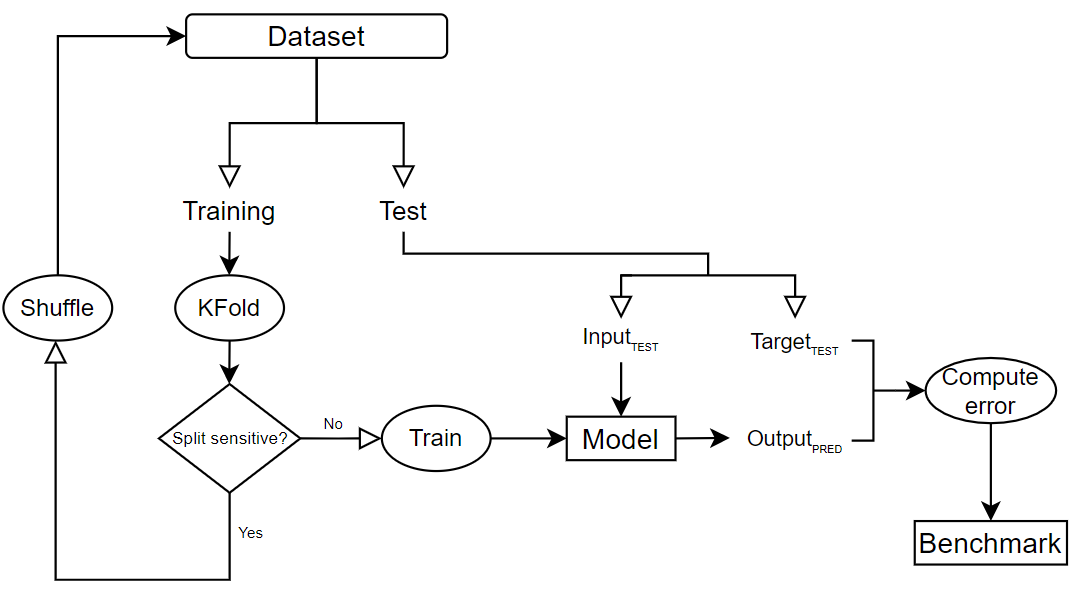 Dataset
Training
Test
Shuffle
KFold
Input TEST
Target TEST
Compute
error
Split sensitive?
No
Train
Model
Output PRED
Yes
Benchmark